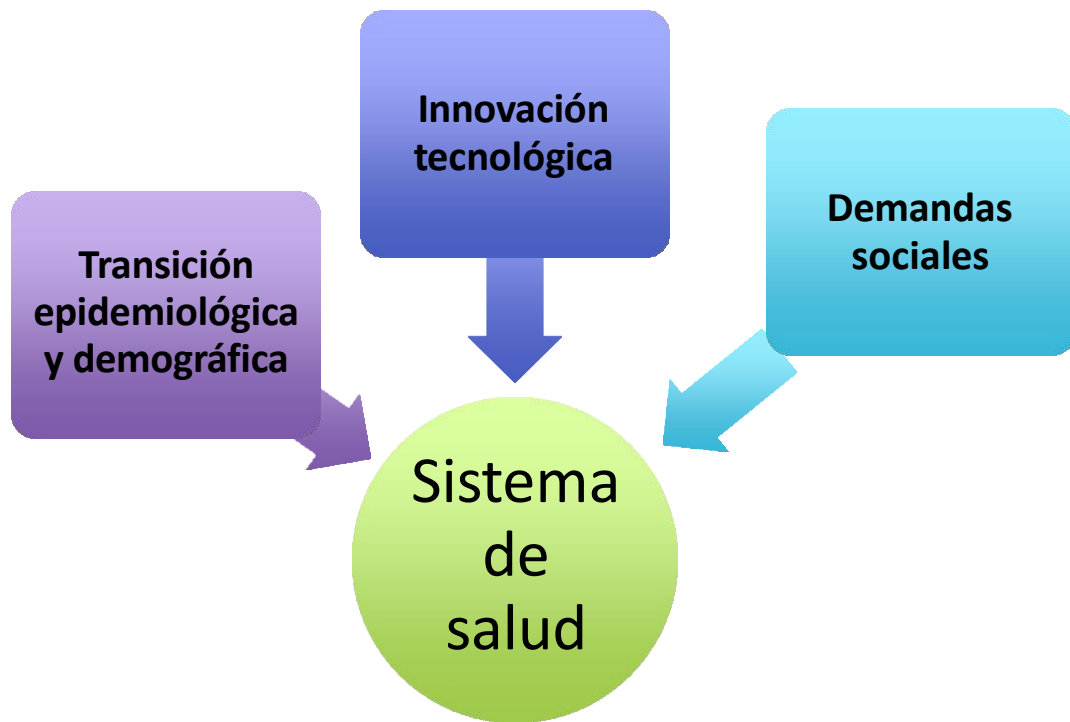 Innovación
tecnológica
Demandas
sociales
Transición
epidemiológica
y demográfica
Sistema
de
salud